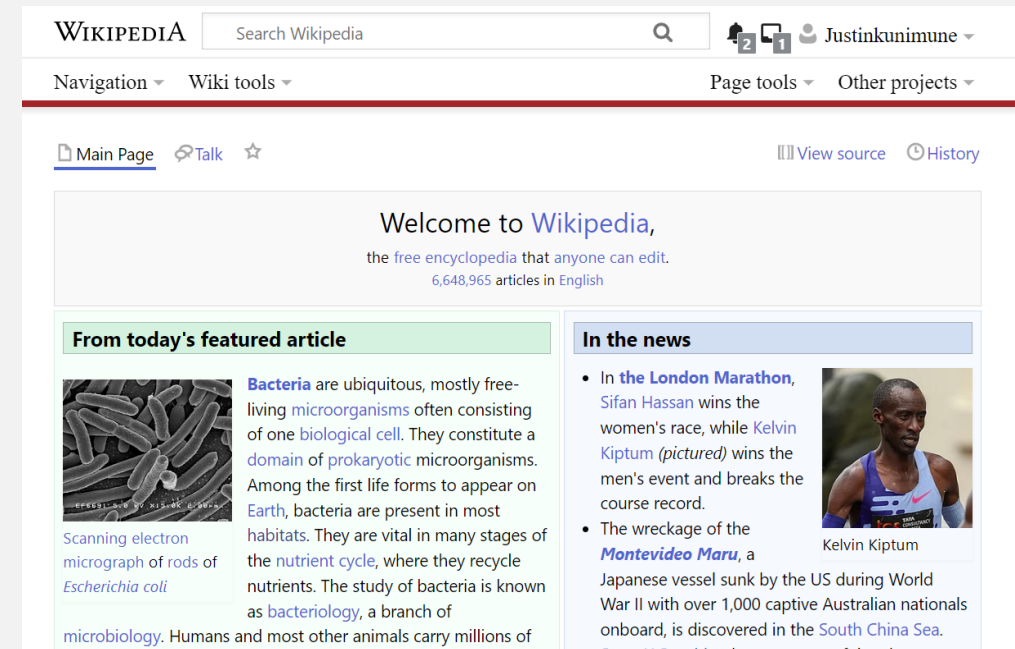 WIKIPEDIA
Search Wikipedia
2
1
Justinkunimune
Navigation
Wiki tools
Page tools
Other projects
Main Page
Talk
View source
History
Welcome to Wikipedia,
the free encyclopedia that anyone can edit.
6,648,965 articles in English
From today's featured article
Scanning electron
micrograph of rods of
Escherichia coli
Bacteria are ubiquitous, mostly free-
living microorganisms often consisting
of one biological cell. They constitute a
domain of prokaryotic microorganisms.
Among the first life forms to appear on
Earth, bacteria are present in most
habitats. They are vital in many stages of
the nutrient cycle, where they recycle
nutrients. The study of bacteria is known
as bacteriology, a branch of
microbiology. Humans and most other animals carry millions of
In the news
In the London Marathon,
Sifan Hassan wins the
women's race, while Kelvin
Kiptum (pictured) wins the
men's event and breaks the
course record.
TATA
CONSULTANCY
Kelvin Kiptum
The wreckage of the
Montevideo Maru, a
Japanese vessel sunk by the US during World
War II with over 1,000 captive Australian nationals
onboard, is discovered in the South China Sea.